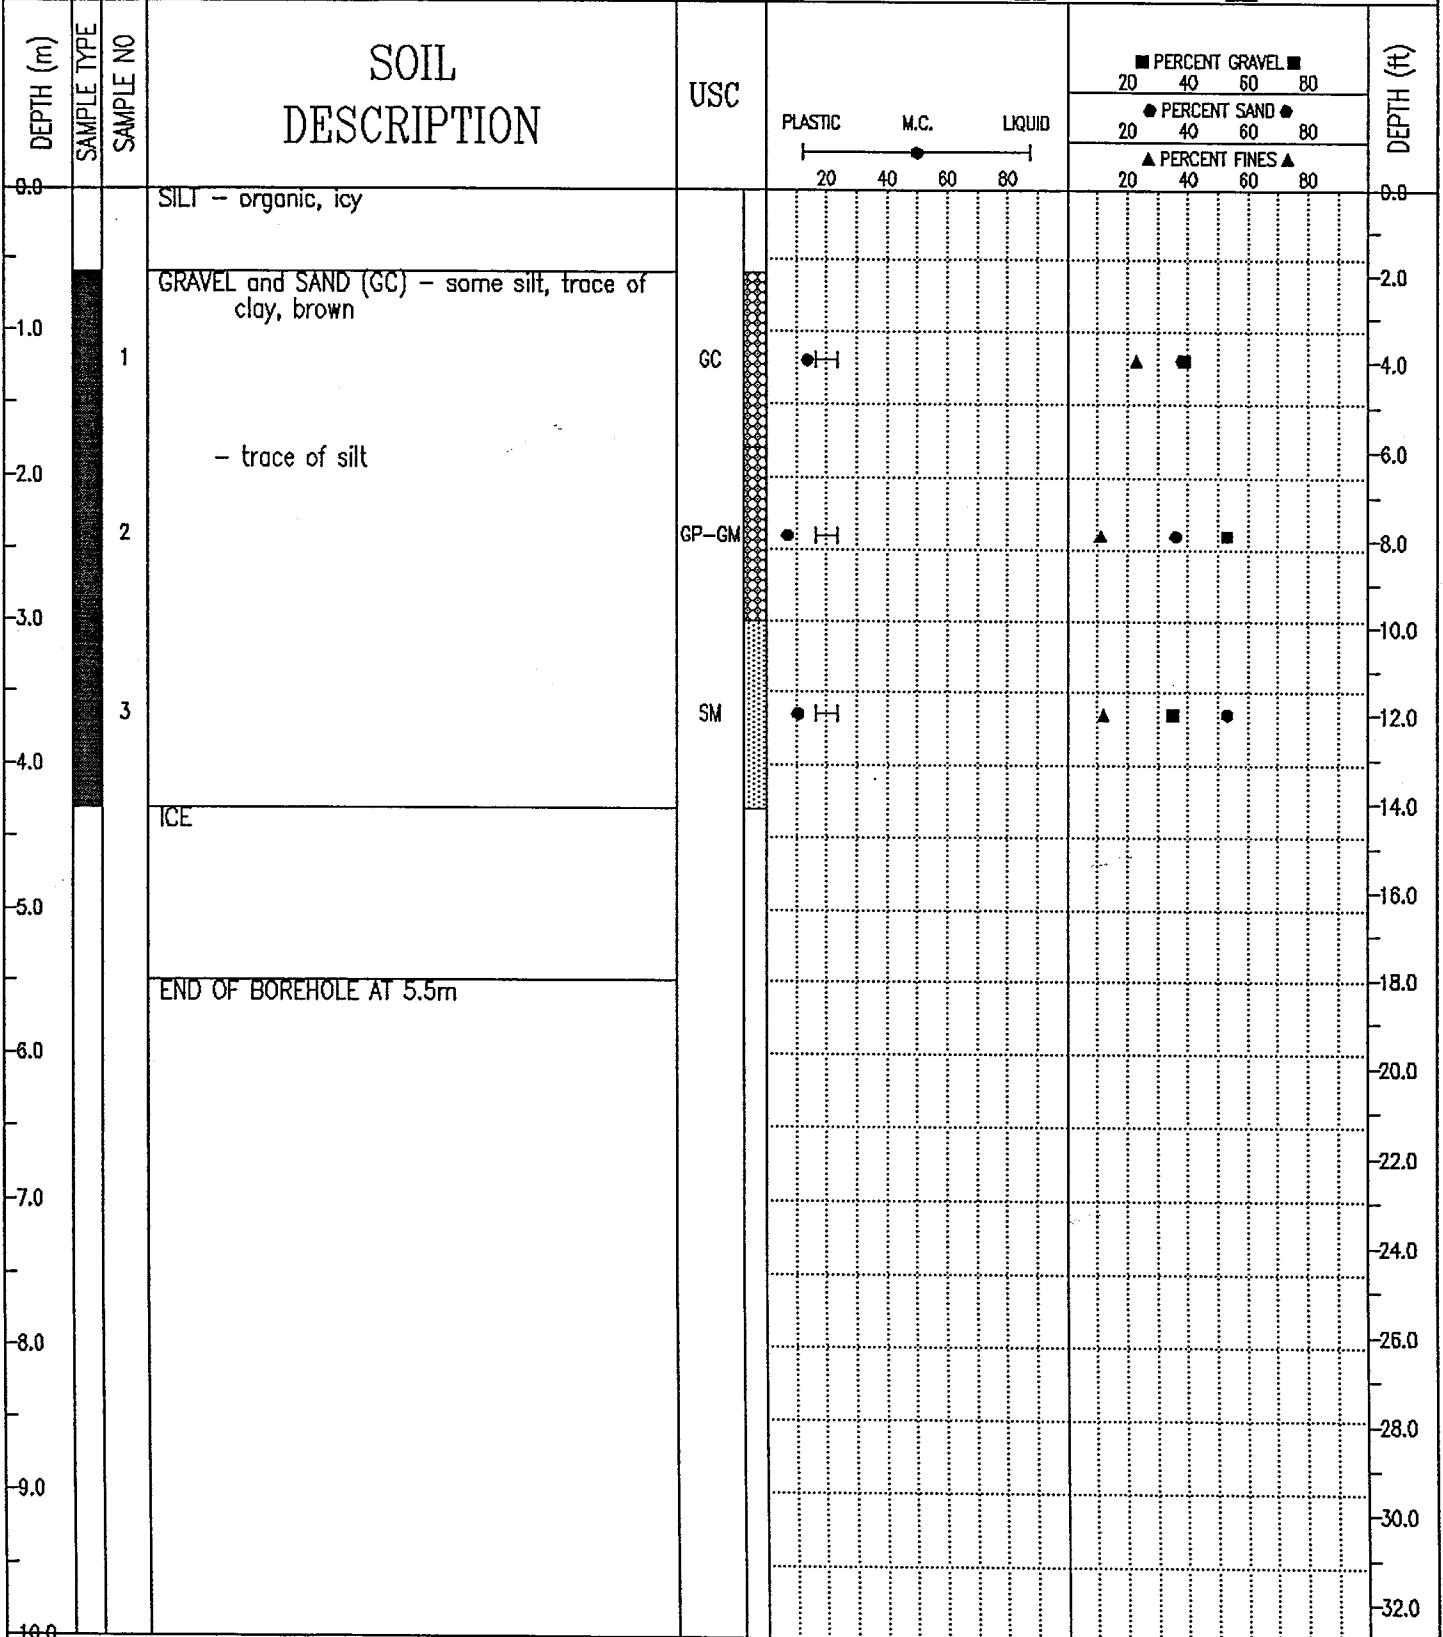 DEPTH (m)
SAMPLE TYPE
SAMPLE NO
SOIL
DESCRIPTION
USC
PLASTIC M.C. LIQUID
20 40 60 80
■ PERCENT GRAVEL ■
20 40 60 80
● PERCENT SAND ●
20 40 60 80
▲ PERCENT FINES ▲
20 40 60 80
DEPTH (ft)
0.0
SILT – organic, icy
0.0
GRAVEL and SAND (GC) – some silt, trace of
clay, brown
2.0
1.0
1
GC
4.0
– trace of silt
6.0
2.0
2
GP–GM
8.0
3.0
10.0
3
SM
12.0
4.0
14.0
ICE
16.0
5.0
18.0
END OF BOREHOLE AT 5.5m
6.0
20.0
22.0
7.0
24.0
8.0
26.0
28.0
9.0
30.0
32.0
10.0